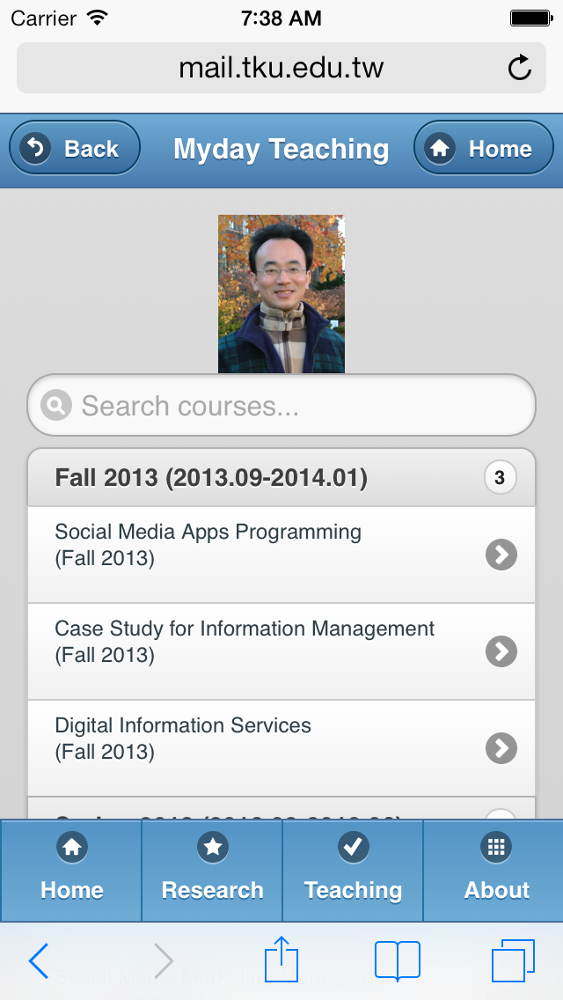 Carrier 7:38 AM
mail.tku.edu.tw
Back Myday Teaching Home
Search courses...
Fall 2013 (2013.09-2014.01) 3
Social Media Apps Programming
(Fall 2013)
Case Study for Information Management
(Fall 2013)
Digital Information Services
(Fall 2013)
Home Research Teaching About